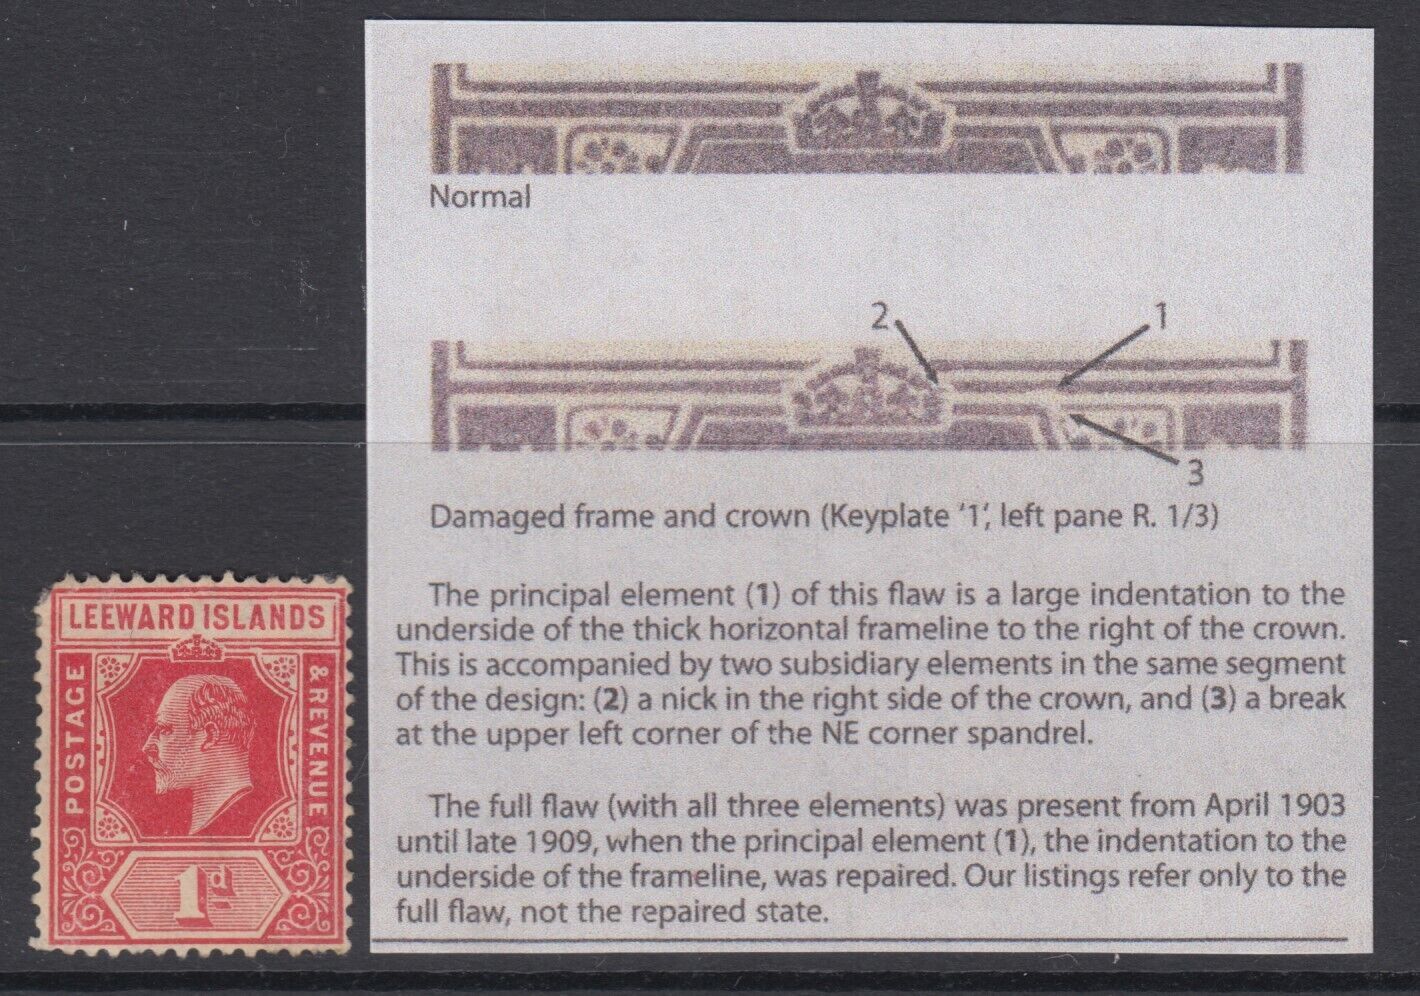 Normal
2
1
3
Damaged frame and crown (Keyplate '1', left pane R. 1/3)
The principal element (1) of this flaw is a large indentation to the
underside of the thick horizontal frameline to the right of the crown.
This is accompanied by two subsidiary elements in the same segment
of the design: (2) a nick in the right side of the crown, and (3) a break
at the upper left corner of the NE corner spandrel.
The full flaw (with all three elements) was present from April 1903
until late 1909, when the principal element (1), the indentation to the
underside of the frameline, was repaired. Our listings refer only to the
full flaw, not the repaired state.
LEEWARD ISLANDS
POSTAGE
& REVENUE
1d